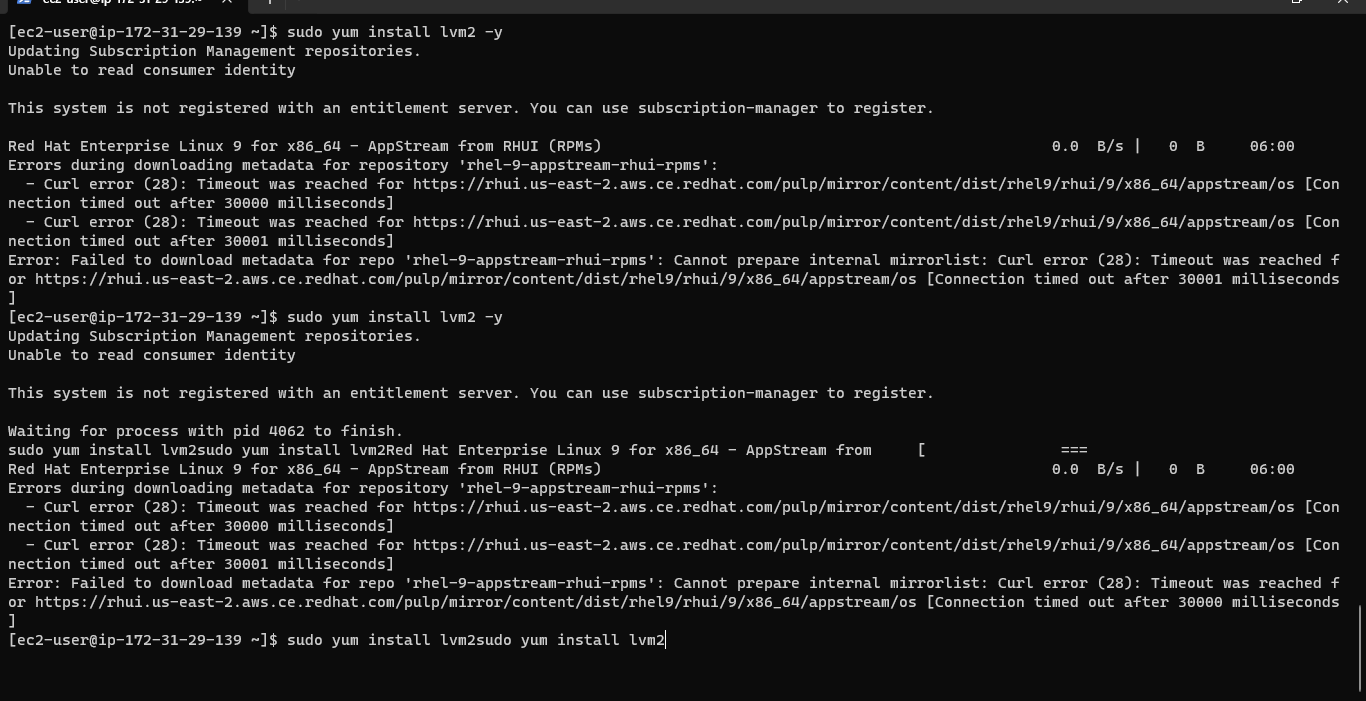 [ec2-user@ip-172-31-29-139 ~]$ sudo yum install lvm2 -y
Updating Subscription Management repositories.
Unable to read consumer identity
This system is not registered with an entitlement server. You can use subscription-manager to register.
Red Hat Enterprise Linux 9 for x86_64 - AppStream from RHUI (RPMs) 0.0 B/s | 0 B 06:00
Errors during downloading metadata for repository 'rhel-9-appstream-rhui-rpms':
- Curl error (28): Timeout was reached for https://rhui.us-east-2.aws.ce.redhat.com/pulp/mirror/content/dist/rhel9/rhui/9/x86_64/appstream/os [Con
nection timed out after 30000 milliseconds]
- Curl error (28): Timeout was reached for https://rhui.us-east-2.aws.ce.redhat.com/pulp/mirror/content/dist/rhel9/rhui/9/x86_64/appstream/os [Con
nection timed out after 30001 milliseconds]
Error: Failed to download metadata for repo 'rhel-9-appstream-rhui-rpms': Cannot prepare internal mirrorlist: Curl error (28): Timeout was reached f
or https://rhui.us-east-2.aws.ce.redhat.com/pulp/mirror/content/dist/rhel9/rhui/9/x86_64/appstream/os [Connection timed out after 30001 milliseconds
]
[ec2-user@ip-172-31-29-139 ~]$ sudo yum install lvm2 -y
Updating Subscription Management repositories.
Unable to read consumer identity
This system is not registered with an entitlement server. You can use subscription-manager to register.
Waiting for process with pid 4062 to finish.
sudo yum install lvm2sudo yum install lvm2Red Hat Enterprise Linux 9 for x86_64 - AppStream from [ ===
Red Hat Enterprise Linux 9 for x86_64 - AppStream from RHUI (RPMs) 0.0 B/s | 0 B 06:00
Errors during downloading metadata for repository 'rhel-9-appstream-rhui-rpms':
- Curl error (28): Timeout was reached for https://rhui.us-east-2.aws.ce.redhat.com/pulp/mirror/content/dist/rhel9/rhui/9/x86_64/appstream/os [Con
nection timed out after 30000 milliseconds]
- Curl error (28): Timeout was reached for https://rhui.us-east-2.aws.ce.redhat.com/pulp/mirror/content/dist/rhel9/rhui/9/x86_64/appstream/os [Con
nection timed out after 30001 milliseconds]
Error: Failed to download metadata for repo 'rhel-9-appstream-rhui-rpms': Cannot prepare internal mirrorlist: Curl error (28): Timeout was reached f
or https://rhui.us-east-2.aws.ce.redhat.com/pulp/mirror/content/dist/rhel9/rhui/9/x86_64/appstream/os [Connection timed out after 30000 milliseconds
]
[ec2-user@ip-172-31-29-139 ~]$ sudo yum install lvm2sudo yum install lvm2